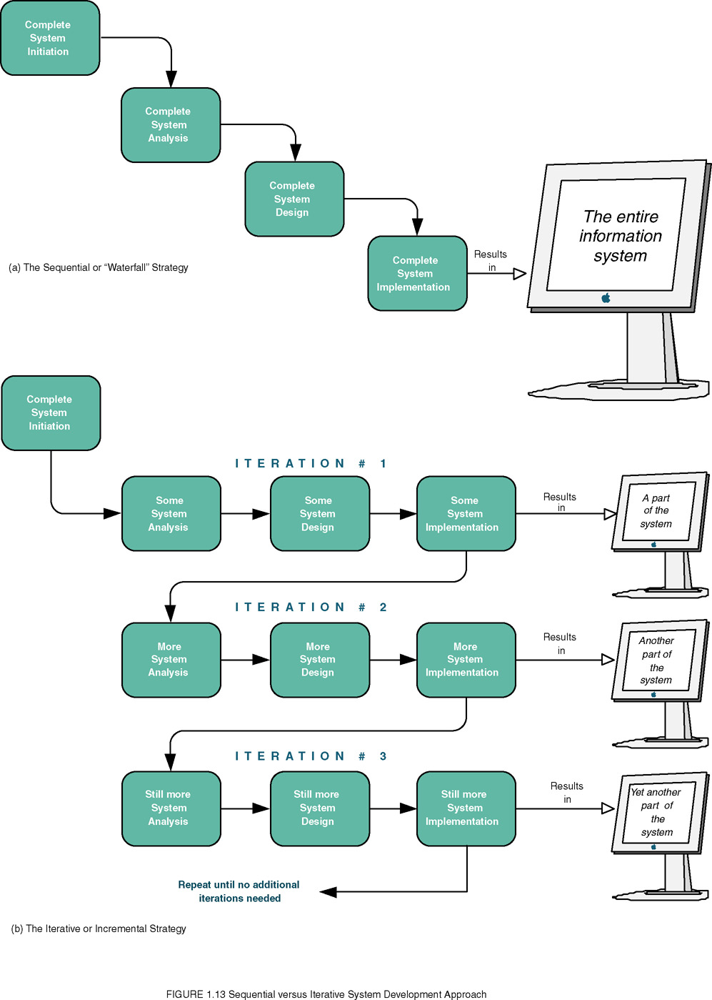 Complete
System
Initiation
Complete
System
Analysis
Complete
System
Design
Complete
System
Implementation
Results
in
The entire
information
system
(a) The Sequential or “Waterfall” Strategy
Complete
System
Initiation
ITERATION # 1
Some
System
Analysis
Some
System
Design
Some
System
Implementation
Results
in
A part
of the
system
ITERATION # 2
More
System
Analysis
More
System
Design
More
System
Implementation
Results
in
Another
part of
the
system
ITERATION # 3
Still more
System
Analysis
Still more
System
Design
Still more
System
Implementation
Results
in
Yet another
part of
the
system
Repeat until no additional
iterations needed
(b) The Iterative or Incremental Strategy
FIGURE 1.13 Sequential versus Iterative System Development Approach